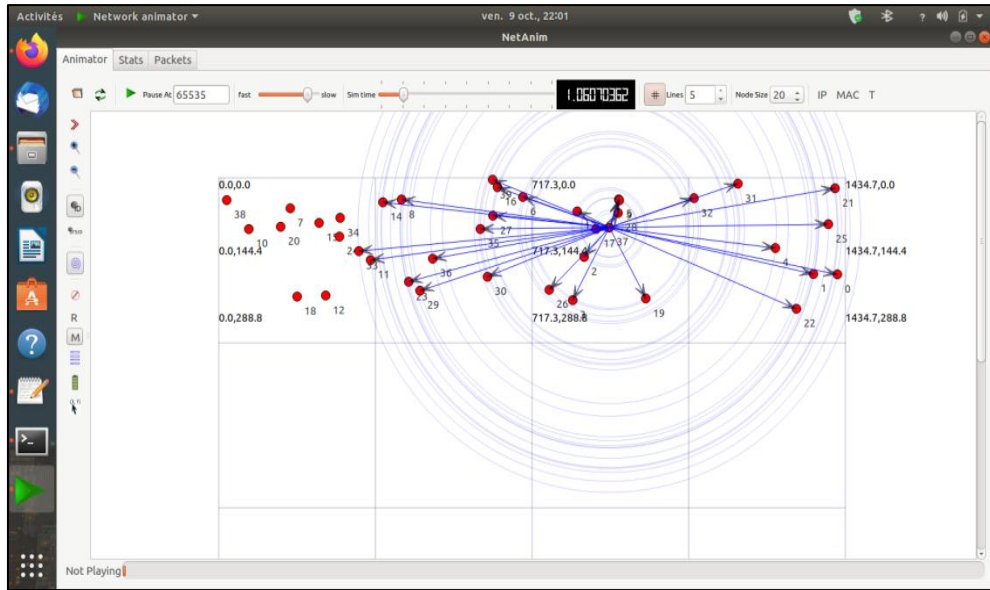 Activités Network animator ven. 9 oct., 22:01 ?
NetAnim
Animator Stats Packets
Pause At 65535 fast slow Sim time 1.06070362 # Lines 5 Node Size 20 IP MAC T
0.0,0.0 717.3,0.0 1434.7,0.0
38 14 8 39 16 6 5 32 31 21
10 20 7 13 34 35 27 17 37 28 25
0.0,144.4 717.3,144.4 1434.7,144.4
24 33 11 36 2 4
18 12 23 29 30 26 3 19 22 1 0
0.0,288.8 717.3,288.8 1434.7,288.8
R
M
Not Playing